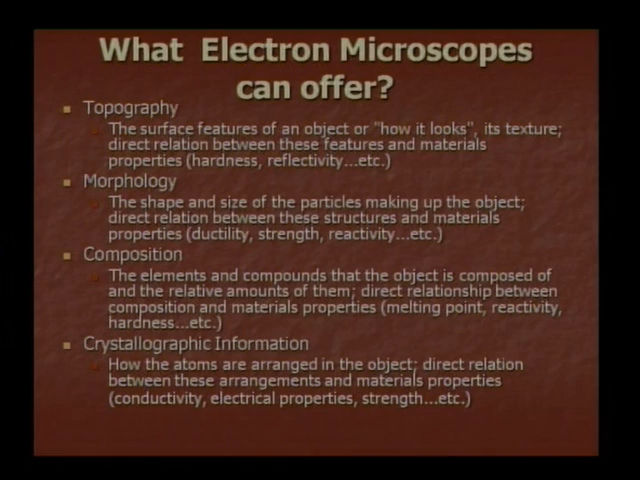 What Electron Microscopes
can offer?
Topography
The surface features of an object or "how it looks", its texture;
direct relation between these features and materials
properties (hardness, reflectivity...etc.)
Morphology
The shape and size of the particles making up the object;
direct relation between these structures and materials
properties (ductility, strength, reactivity...etc.)
Composition
The elements and compounds that the object is composed of
and the relative amounts of them; direct relationship between
composition and materials properties (melting point, reactivity,
hardness...etc.)
Crystallographic Information
How the atoms are arranged in the object; direct relation
between these arrangements and materials properties
(conductivity, electrical properties, strength...etc.)